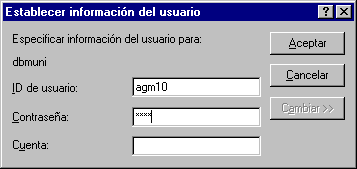 Establecer información del usuario
Especificar información del usuario para:
dbmuni
ID de usuario:
agm10
Contraseña:
****
Cuenta:
Aceptar
Cancelar
Cambiar >>